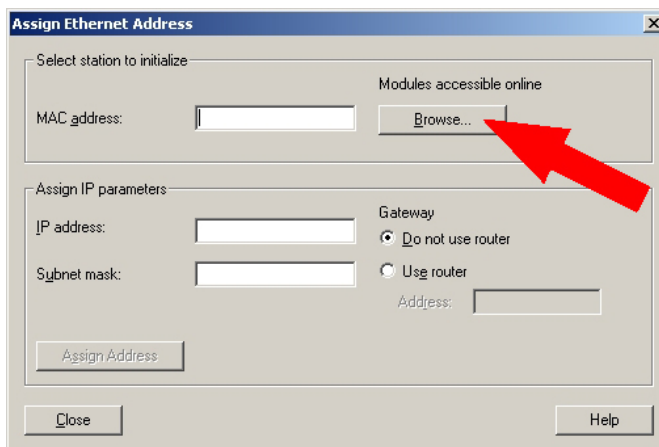 Assign Ethernet Address
Select station to initialize
Modules accessible online
MAC address:
Browse...
Assign IP parameters
Gateway
IP address:
Do not use router
Subnet mask:
Use router
Address:
Assign Address
Close
Help